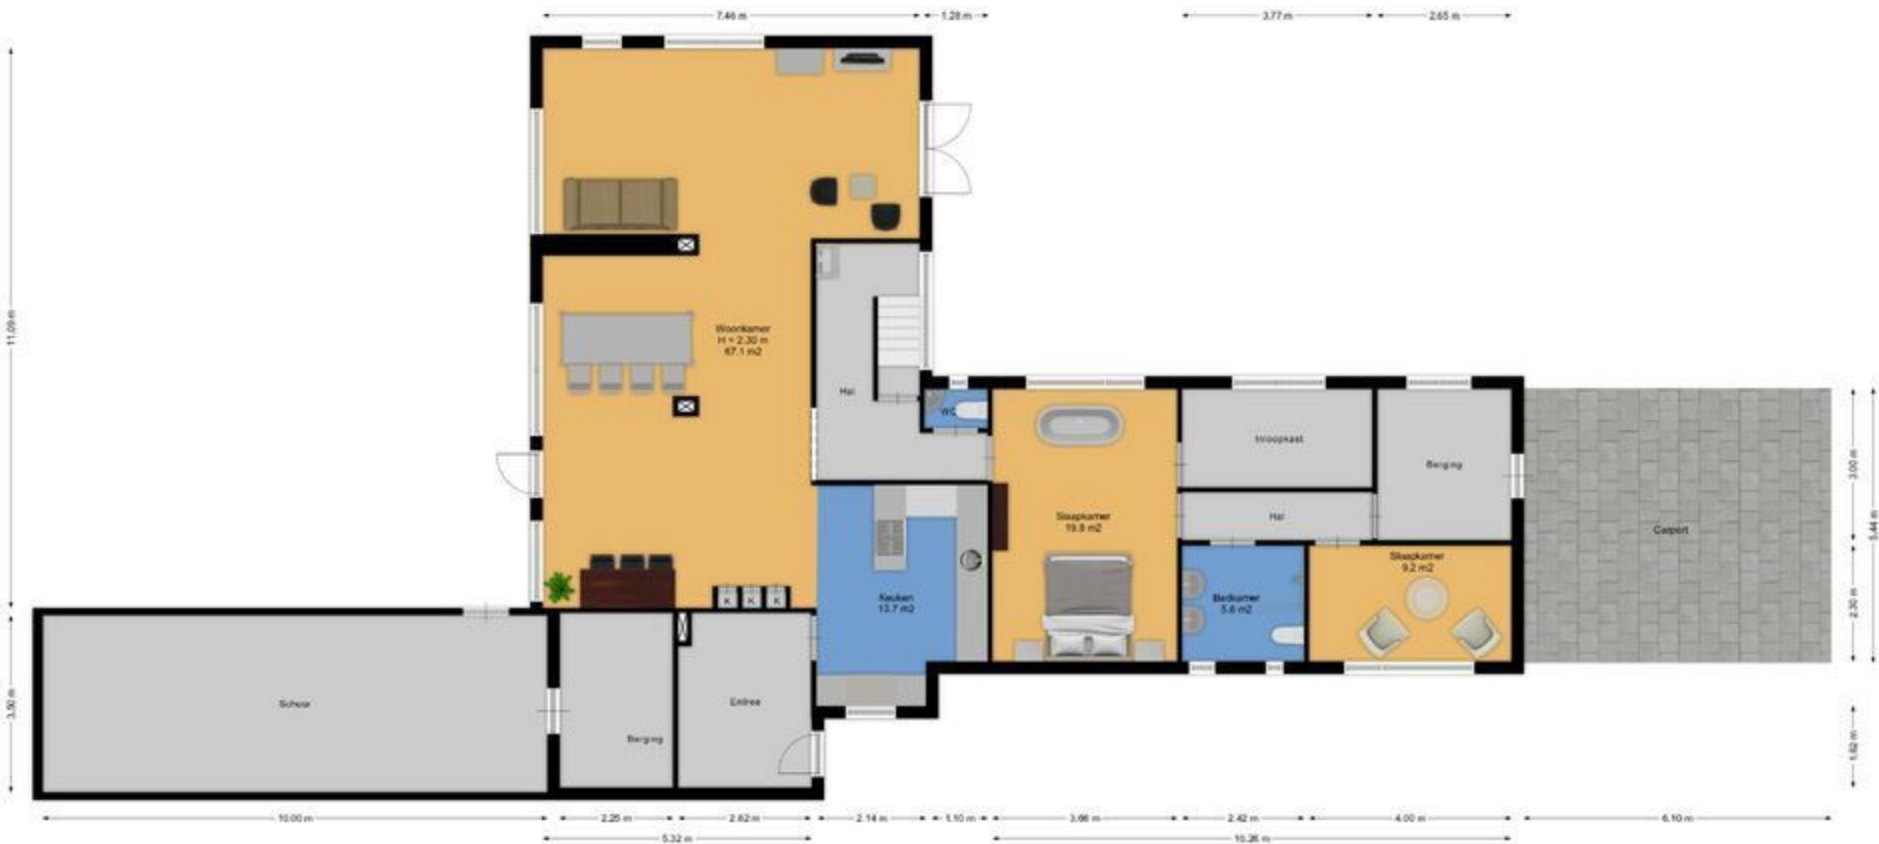 7.46 m
1.28 m
3.77 m
2.65 m
11.09 m
Woonkamer
H = 2.30 m
67.1 m2
Hal
WC
Inloopkast
Berging
3.00 m
5.44 m
Slaapkamer
19.8 m2
Hal
Carport
Slaapkamer
9.2 m2
Keuken
13.7 m2
Badkamer
5.6 m2
2.30 m
K
K
K
3.50 m
Schuur
Berging
Entree
10.00 m
2.25 m
2.62 m
2.14 m
1.10 m
3.66 m
2.42 m
4.00 m
6.10 m
5.32 m
10.26 m